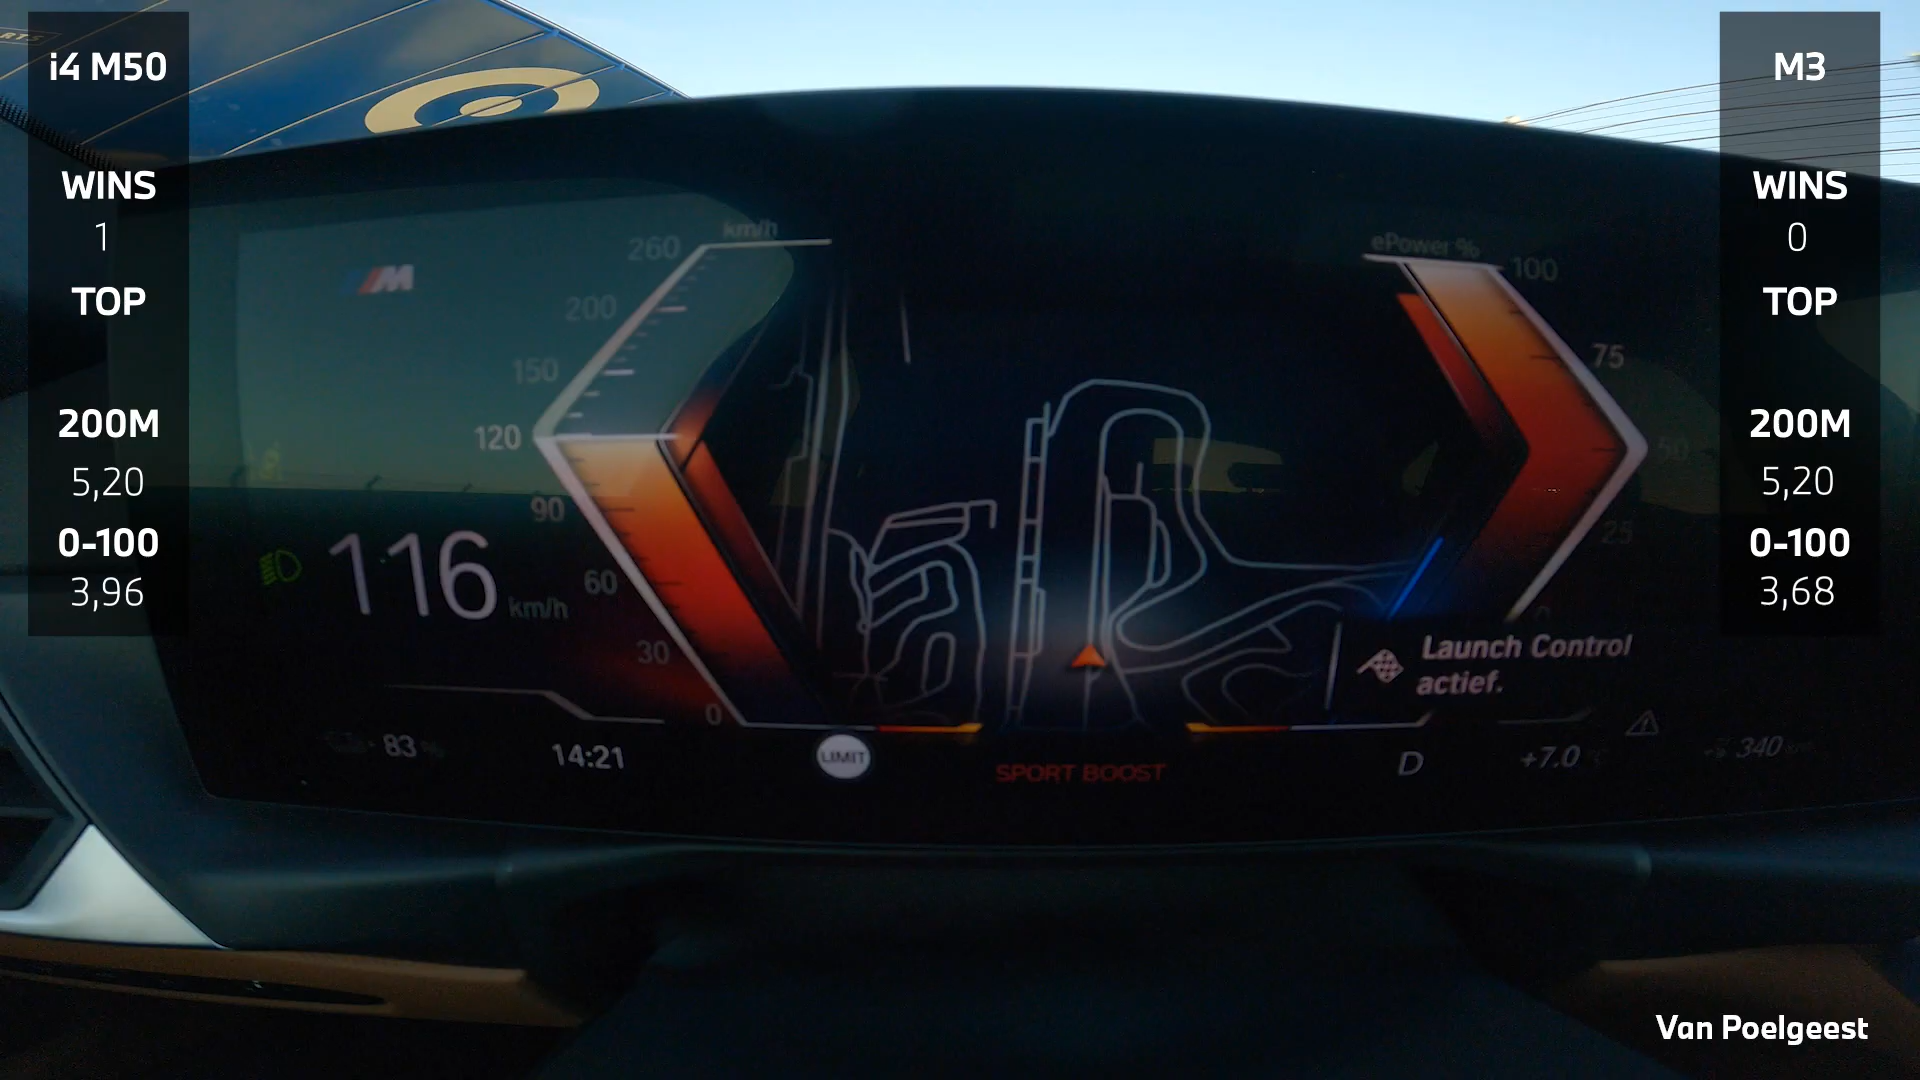 i4 M50
WINS
1
TOP
200M
5,20
0-100
3,96
M
km/h
260
200
150
120
90
60
30
0
116
km/h
83
14:21
LIMIT
SPORT BOOST
D
+7.0
340
ePower %
100
75
50
25
0
Launch Control
actief.
M3
WINS
0
TOP
200M
5,20
0-100
3,68
Van Poelgeest